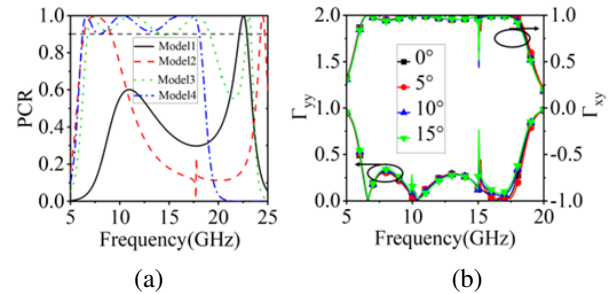 1.0
0.8
0.6
0.4
0.2
0.0
PCR
Model1
Model2
Model3
Model4
5 10 15 20 25
Frequency(GHz)
(a)
2.0
1.5
1.0
0.5
0.0
Γyy
0°
5°
10°
15°
1.0
0.5
0.0
-0.5
-1.0
Γxy
5 10 15 20
Frequency(GHz)
(b)